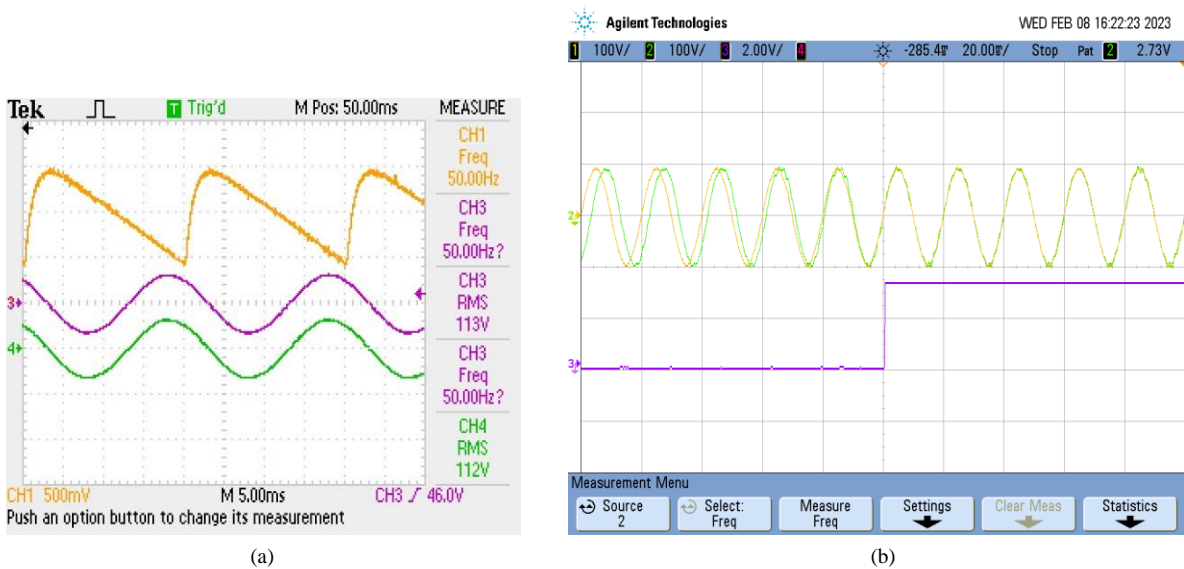 Tek
T Trig'd
M Pos: 50.00ms
MEASURE
CH1
Freq
50.00Hz
CH3
Freq
50.00Hz?
CH3
RMS
113V
CH3
Freq
50.00Hz?
CH4
RMS
112V
3
4
CH1 500mV
M 5.00ms
CH3 46.0V
Push an option button to change its measurement
(a)
Agilent Technologies
WED FEB 08 16:22:23 2023
1 100V/ 2 100V/ 3 2.00V/ 4 -285.4 20.00 / Stop Pat 2 2.73V
2
3
Measurement Menu
Source
2
Select:
Freq
Measure
Freq
Settings
Clear Meas
Statistics
(b)